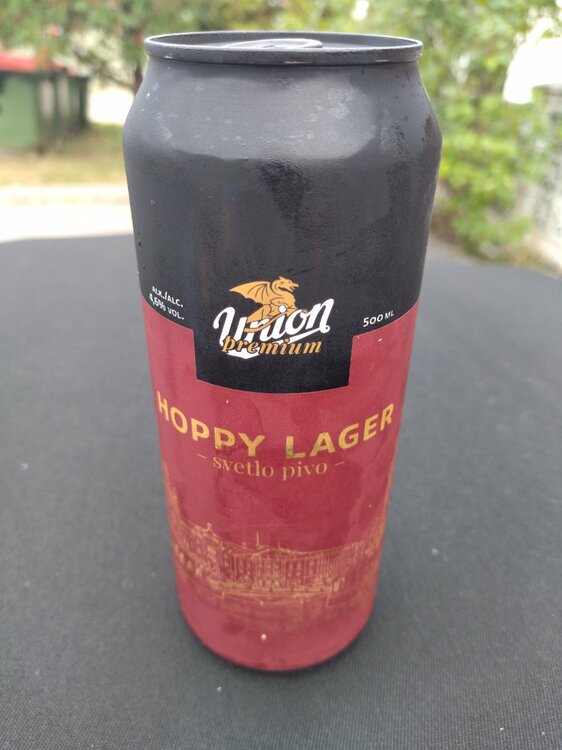 ALK./ALC.
4,6% VOL.
Union
premium
500 ML
HOPPY LAGER
– svetlo pivo –